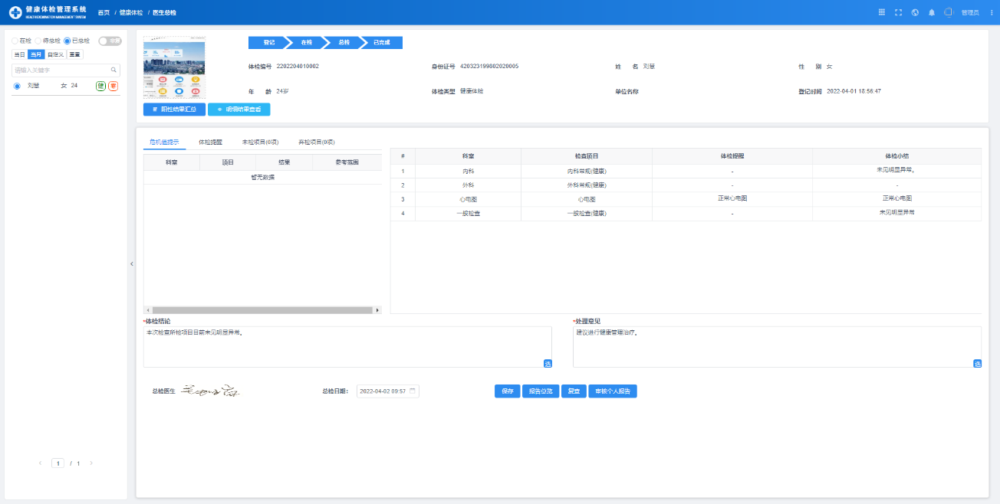 健康体检管理系统 首页 / 健康体检 / 医生总检 管理员
在检 待总检 已总检 全部
当日 当月 自定义 重置
请输入关键字
刘慧 女 24 健
1 / 1
登记 在检 总检 已完成
体检编号 2202204010002 身份证号 420323199802020005 姓 名 刘慧 性 别 女
年 龄 24岁 体检类型 健康体检 单位名称 登记时间 2022-04-01 18:56:47
阳性结果汇总 明细结果查看
危机值提示 体检提醒 未检项目(0项) 弃检项目(0项)
科室 项目 结果 参考范围
暂无数据
# 科室 检查项目 体检提醒 体检小结
1 内科 内科常规(健康) - 未见明显异常。
2 外科 外科常规(健康) - -
3 心电图 心电图 正常心电图 正常心电图
4 一般检查 一般检查(健康) - 未见明显异常
*体检结论
本次检查所检项目目前未见明显异常。
选
*处理意见
建议进行健康管理治疗。
选
总检医生 总检日期： 2022-04-02 09:57 保存 报告总览 复查 审核个人报告